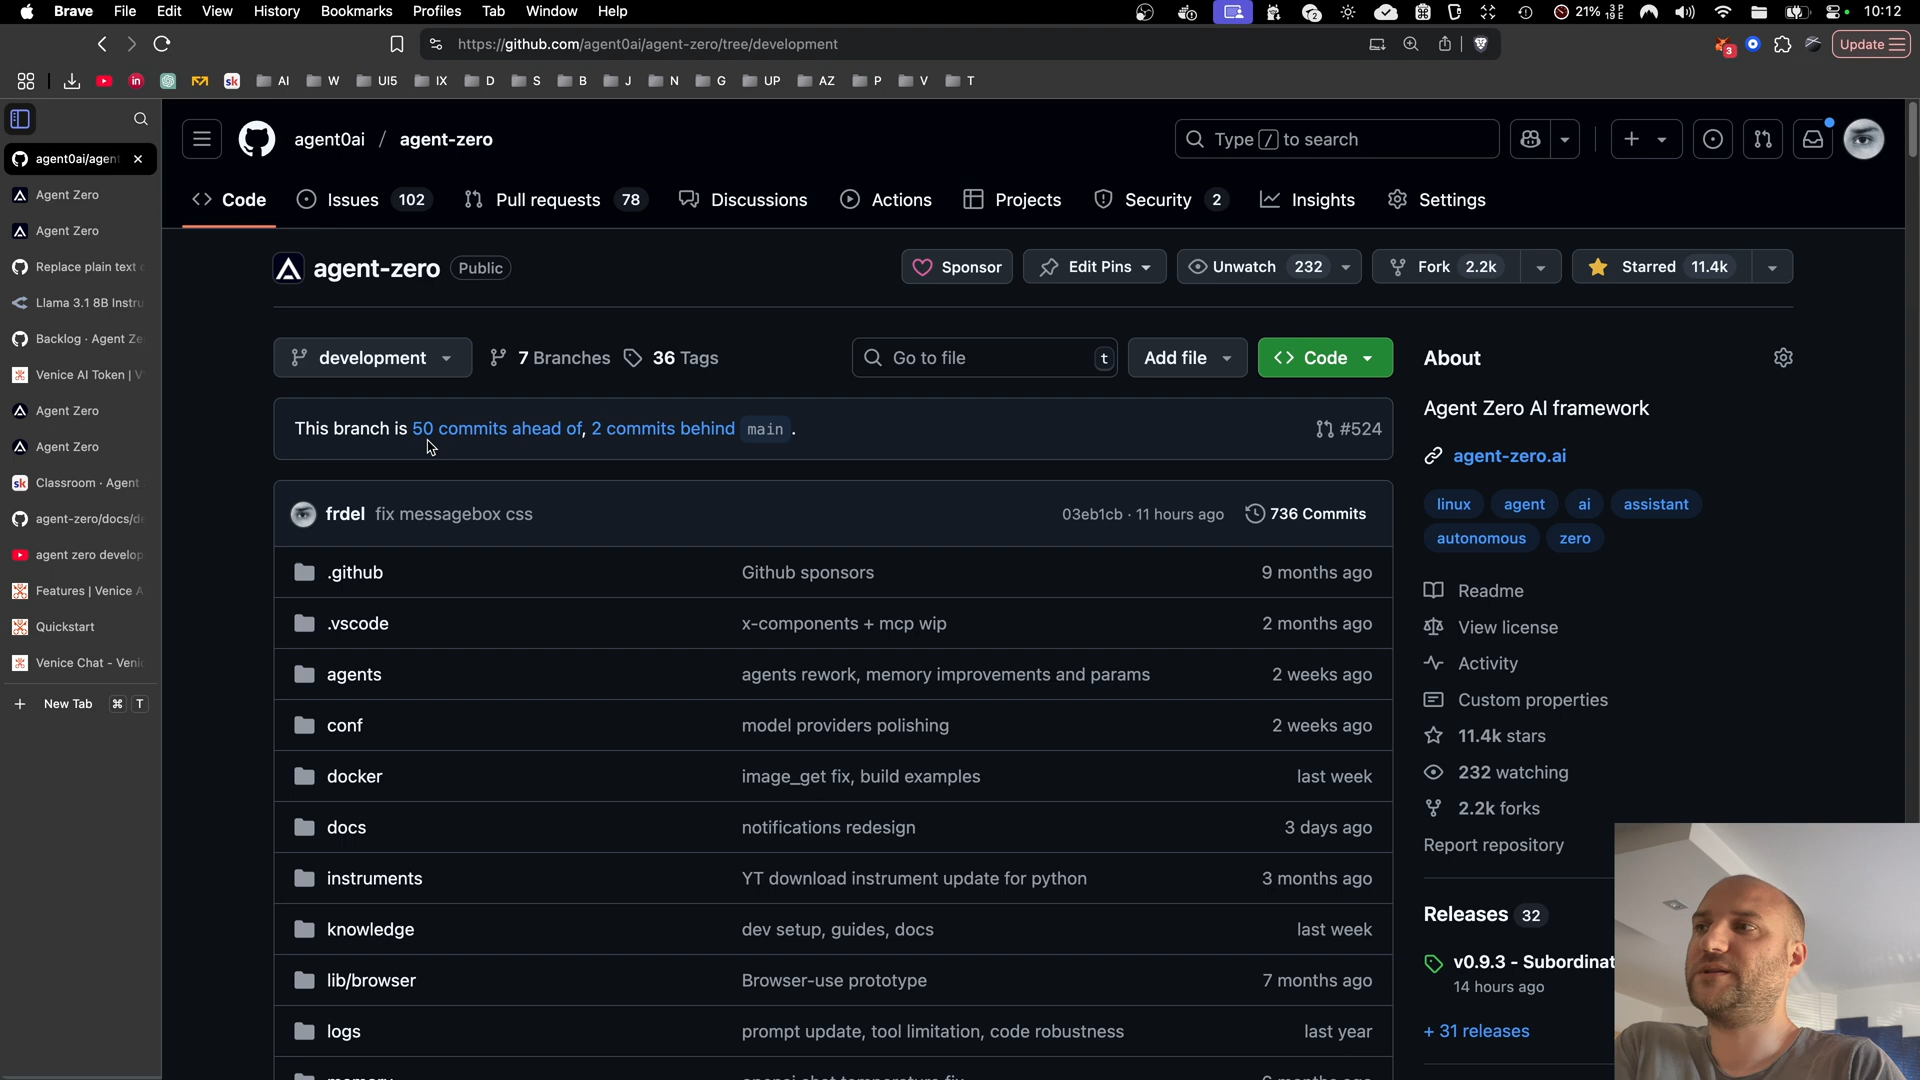 Brave File Edit View History Bookmarks Profiles Tab Window Help 21% 10:12
https://github.com/agent0ai/agent-zero/tree/development 3 Update
sk AI W UI5 IX D S B J N G UP AZ P V T
agent0ai/agent
Agent Zero
Agent Zero
Replace plain text
Llama 3.1 8B Instru
Backlog · Agent Ze
Venice AI Token | V
Agent Zero
Agent Zero
sk Classroom · Agent
agent-zero/docs/de
agent zero develop
Features | Venice A
Quickstart
Venice Chat - Veni
New Tab ⌘ T
agent0ai / agent-zero Type / to search
Code Issues 102 Pull requests 78 Discussions Actions Projects Security 2 Insights Settings
agent-zero Public Sponsor Edit Pins Unwatch 232 Fork 2.2k Starred 11.4k
development 7 Branches 36 Tags Go to file t Add file Code
This branch is 50 commits ahead of, 2 commits behind main . #524
frdel fix messagebox css 03eb1cb · 11 hours ago 736 Commits
.github Github sponsors 9 months ago
.vscode x-components + mcp wip 2 months ago
agents agents rework, memory improvements and params 2 weeks ago
conf model providers polishing 2 weeks ago
docker image_get fix, build examples last week
docs notifications redesign 3 days ago
instruments YT download instrument update for python 3 months ago
knowledge dev setup, guides, docs last week
lib/browser Browser-use prototype 7 months ago
logs prompt update, tool limitation, code robustness last year
About
Agent Zero AI framework
agent-zero.ai
linux agent ai assistant
autonomous zero
Readme
View license
Activity
Custom properties
11.4k stars
232 watching
2.2k forks
Report repository
Releases 32
v0.9.3 - Subordinat
14 hours ago
+ 31 releases